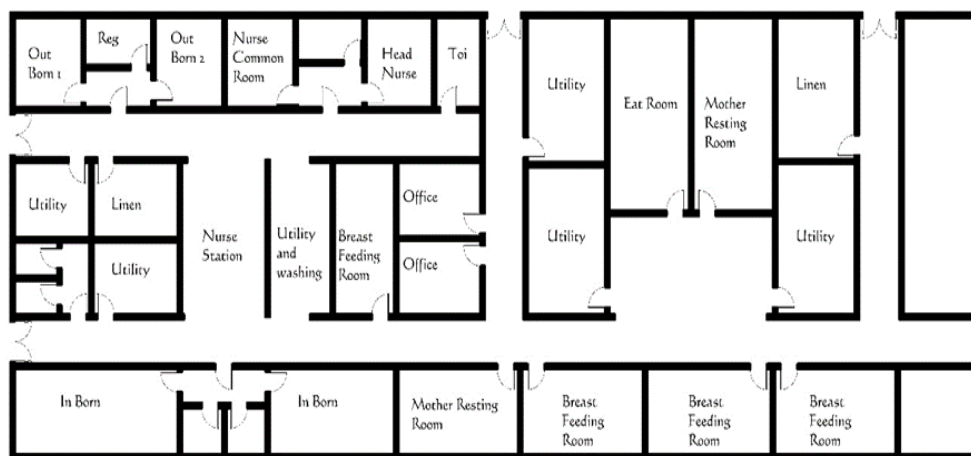 Out
Born 1
Reg
Out
Born 2
Nurse
Common
Room
Head
Nurse
Toi
Utility
Eat Room
Mother
Resting
Room
Linen
Utility
Linen
Utility
Nurse
Station
Utility
and
washing
Breast
Feeding
Room
Office
Office
Utility
Utility
In Born
In Born
Mother Resting
Room
Breast
Feeding
Room
Breast
Feeding
Room
Breast
Feeding
Room